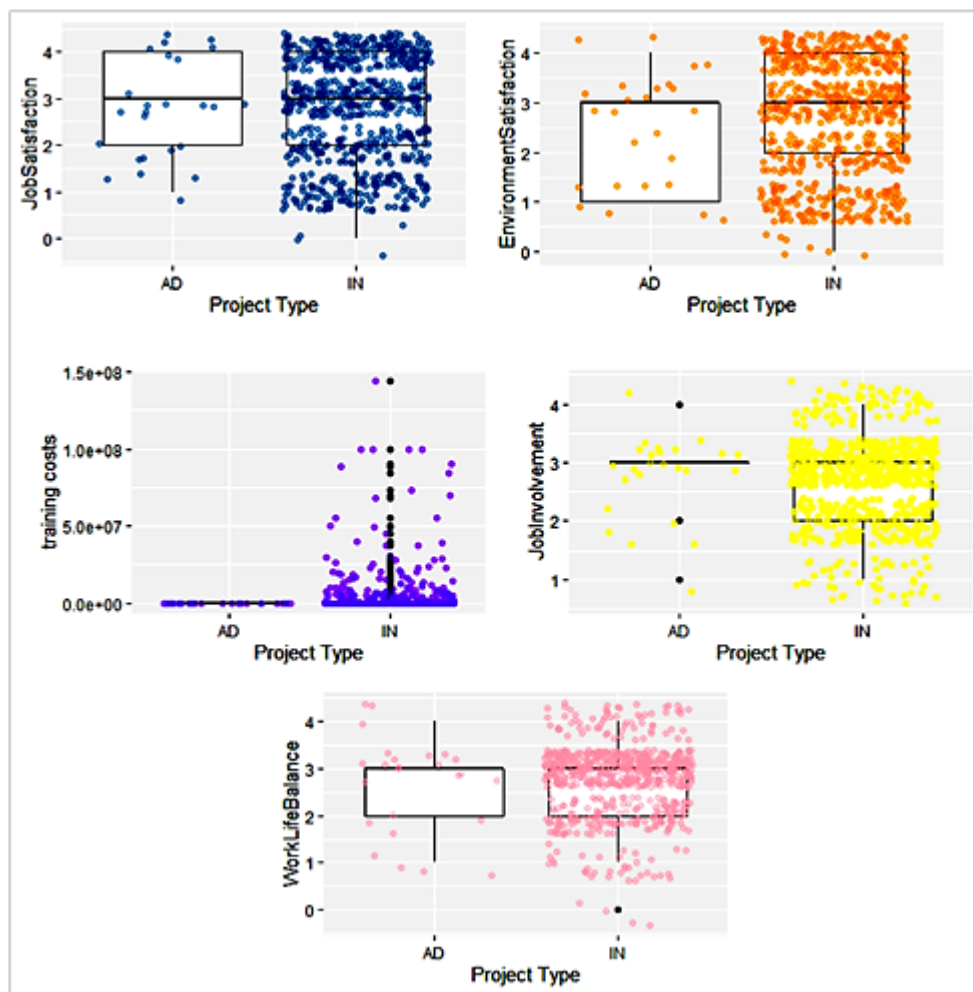 JobSatisfaction
4
3
2
1
0
AD IN
Project Type
EnvironmentSatisfaction
4
3
2
1
0
AD IN
Project Type
training costs
1.5e+08
1.0e+08
5.0e+07
0.0e+00
AD IN
Project Type
JobInvolvement
4
3
2
1
AD IN
Project Type
WorkLifeBalance
4
3
2
1
0
AD IN
Project Type